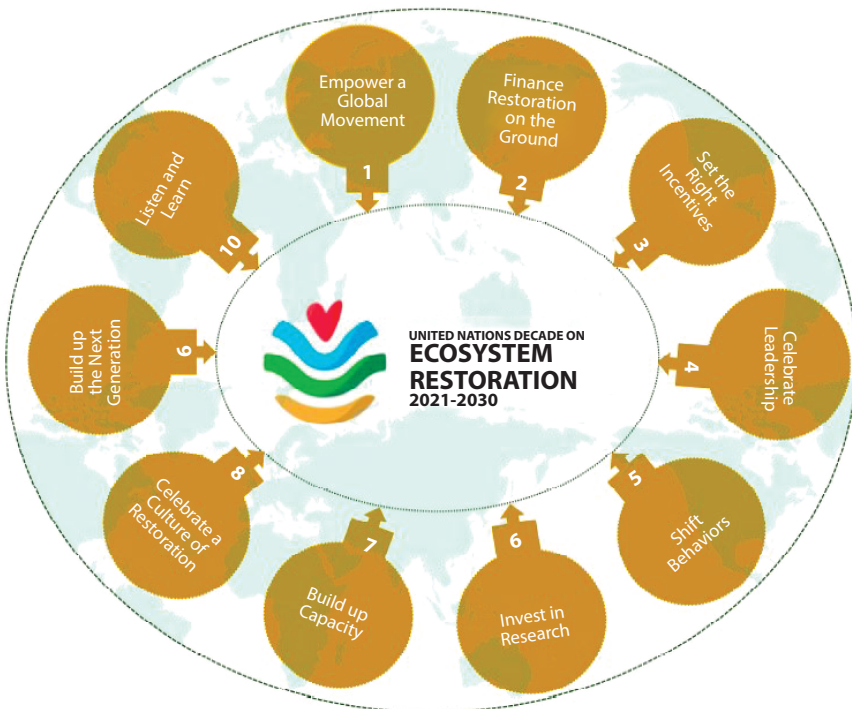 UNITED NATIONS DECADE ON
ECOSYSTEM
RESTORATION
2021-2030
Empower a
Global
Movement
1
Finance
Restoration
on the
Ground
2
Set the
Right
Incentives
3
Celebrate
Leadership
4
Shift
Behaviors
5
Invest in
Research
6
Build up
Capacity
7
Celebrate a
Culture of
Restoration
8
Build up
the Next
Generation
9
Listen and
Learn
10